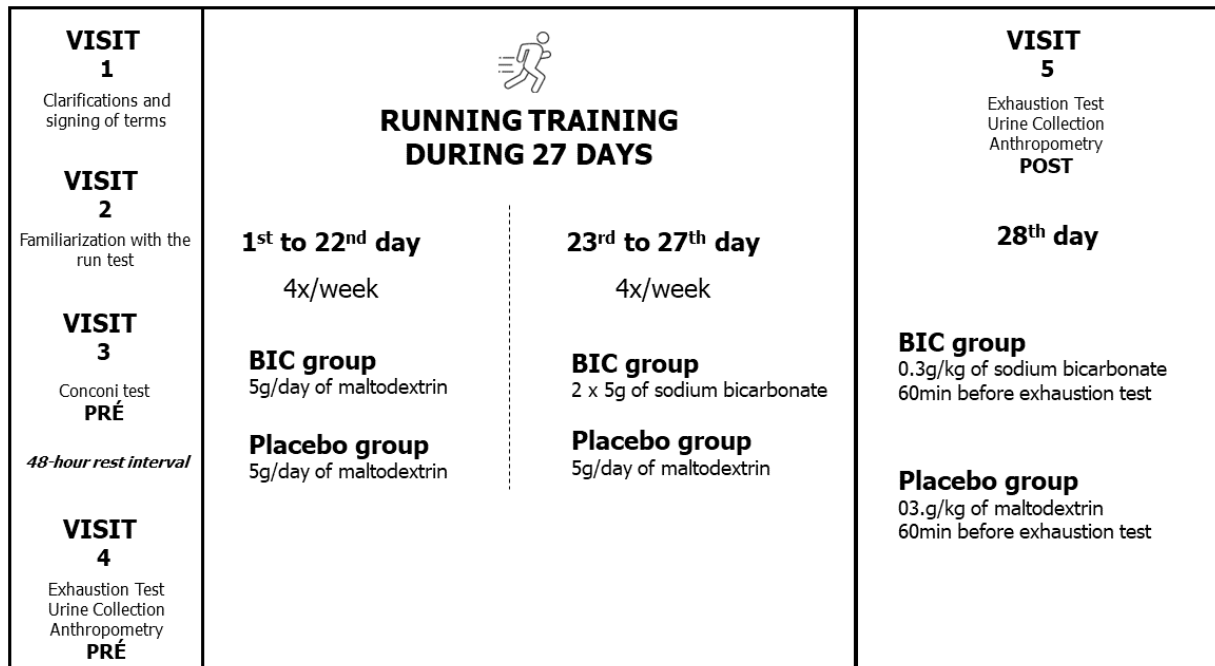 VISIT
1
Clarifications and
signing of terms
VISIT
2
Familiarization with the
run test
VISIT
3
Conconi test
PRÉ
48-hour rest interval
VISIT
4
Exhaustion Test
Urine Collection
Anthropometry
PRÉ
RUNNING TRAINING
DURING 27 DAYS
1st to 22nd day
4x/week
BIC group
5g/day of maltodextrin
Placebo group
5g/day of maltodextrin
23rd to 27th day
4x/week
BIC group
2 x 5g of sodium bicarbonate
Placebo group
5g/day of maltodextrin
VISIT
5
Exhaustion Test
Urine Collection
Anthropometry
POST
28th day
BIC group
0.3g/kg of sodium bicarbonate
60min before exhaustion test
Placebo group
03.g/kg of maltodextrin
60min before exhaustion test